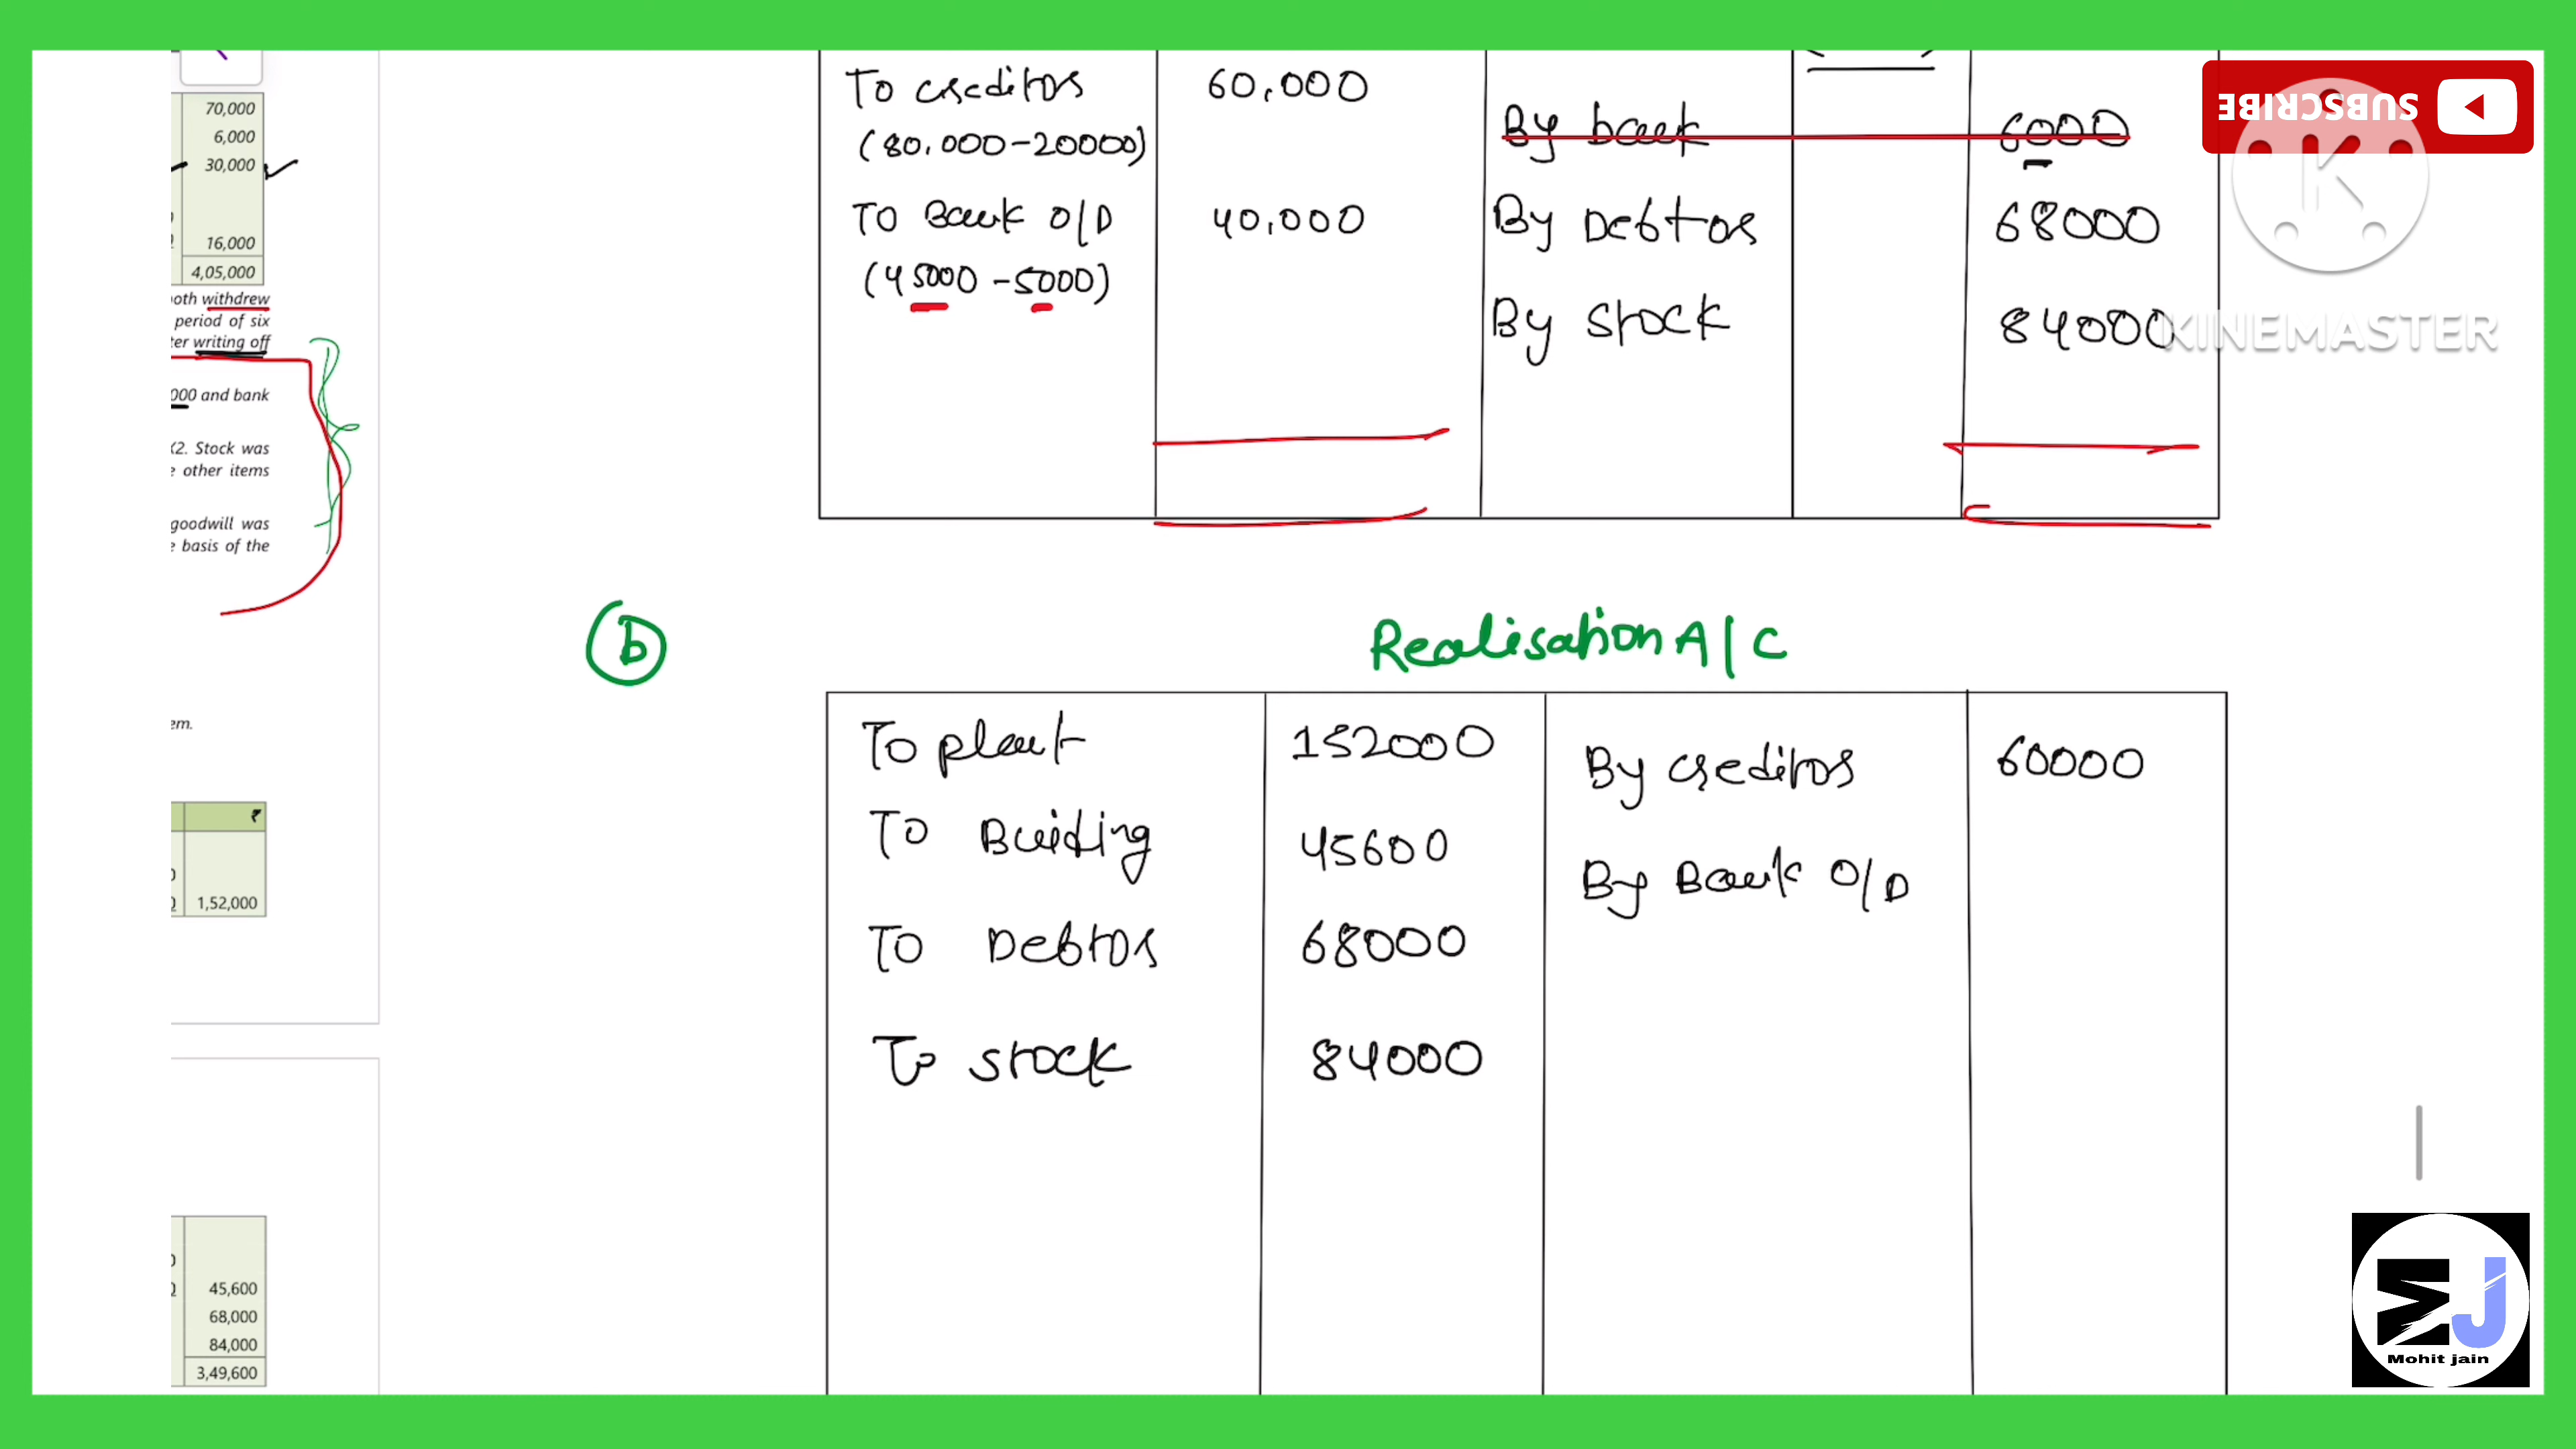 70,000
6,000
30,000
16,000
4,05,000
oth withdrew
period of six
ter writing off
000 and bank
X2. Stock was
e other items
goodwill was
e basis of the
em.
₹
1,52,000
45,600
68,000
84,000
3,49,600
To creditors 60,000
(80,000-20000)
By bank 6000
To Bank O/D 40,000 By Debtors 68000
(45000-5000)
By Stock 84000
SUBSCRIBE
KINEMASTER
b Realisation A/C
To plant 152000 By creditors 60000
To Buiding 45600 By Bank O/D
To Debtors 68000
To stock 84000
MJ
Mohit jain